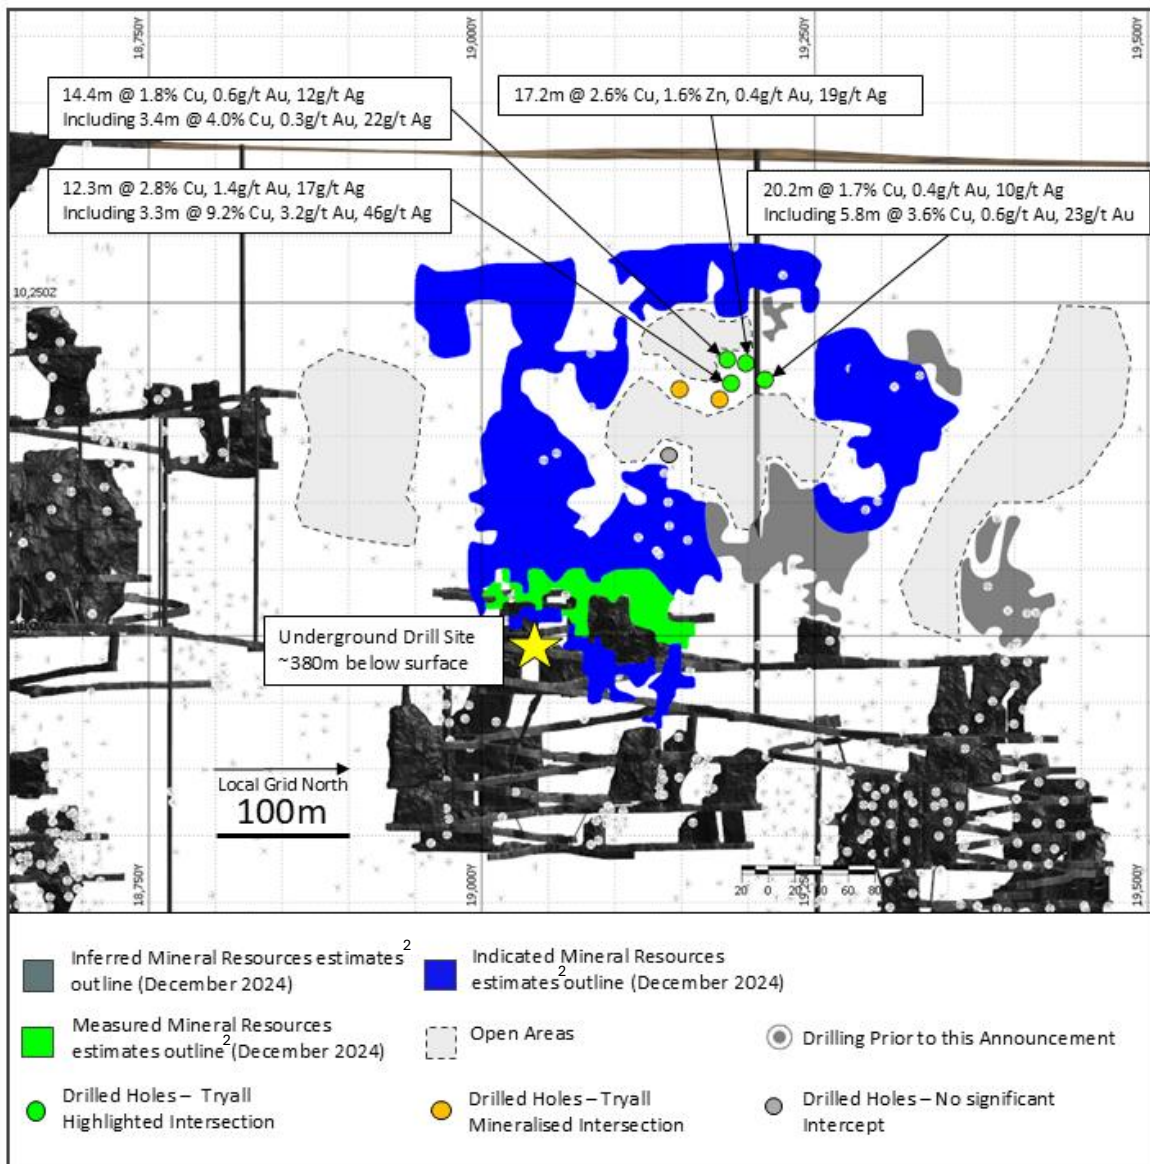 18,750Y
19,000Y
19,250Y
19,500Y
14.4m @ 1.8% Cu, 0.6g/t Au, 12g/t Ag
Including 3.4m @ 4.0% Cu, 0.3g/t Au, 22g/t Ag
17.2m @ 2.6% Cu, 1.6% Zn, 0.4g/t Au, 19g/t Ag
12.3m @ 2.8% Cu, 1.4g/t Au, 17g/t Ag
Including 3.3m @ 9.2% Cu, 3.2g/t Au, 46g/t Ag
20.2m @ 1.7% Cu, 0.4g/t Au, 10g/t Ag
Including 5.8m @ 3.6% Cu, 0.6g/t Au, 23g/t Au
10,250Z
Underground Drill Site
~380m below surface
Local Grid North
100m
20 0 20 40 60 80
18,750Y
19,000Y
19,500Y
Inferred Mineral Resources estimates2
outline (December 2024)
Indicated Mineral Resources
estimates2 outline (December 2024)
Measured Mineral Resources
estimates outline2 (December 2024)
Open Areas
Drilling Prior to this Announcement
Drilled Holes – Tryall
Highlighted Intersection
Drilled Holes – Tryall
Mineralised Intersection
Drilled Holes – No significant
Intercept